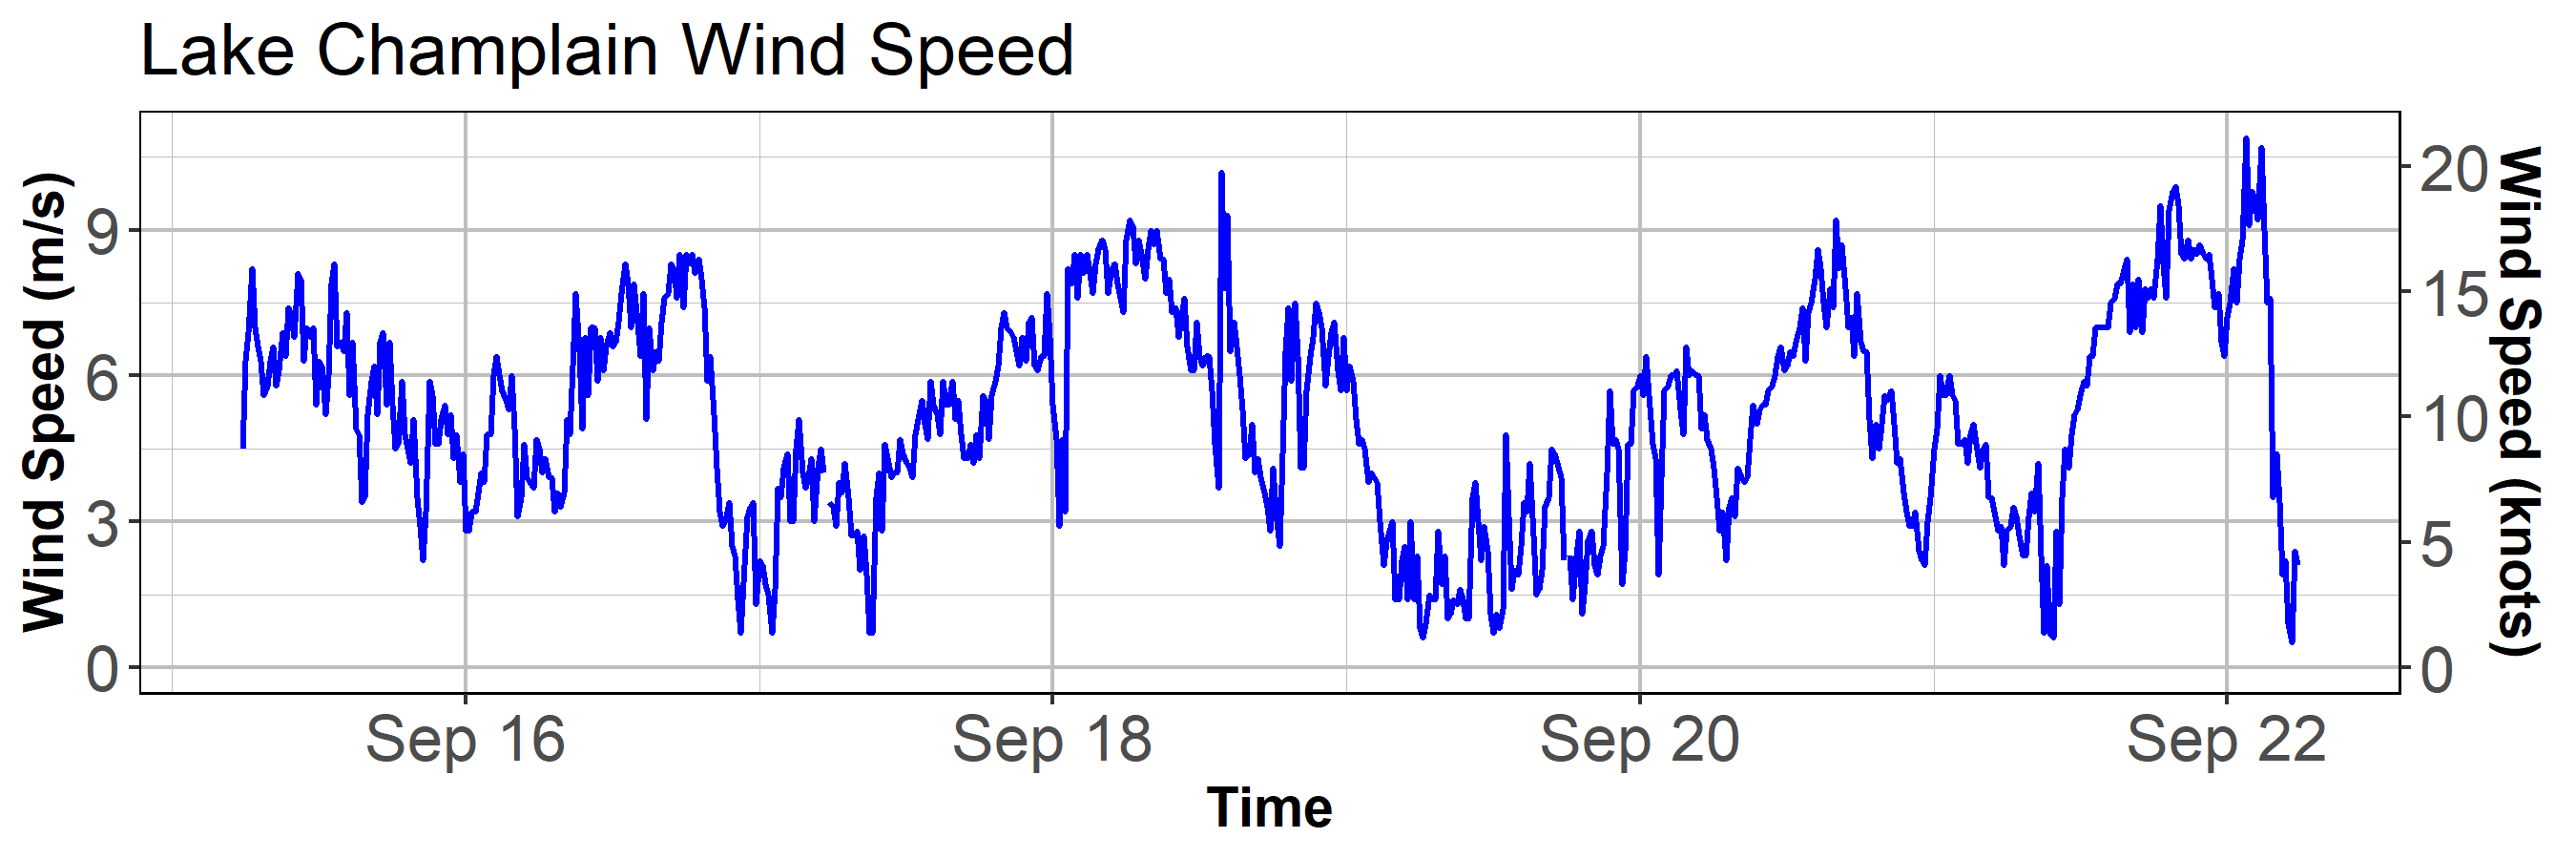 Lake Champlain Wind Speed
Wind Speed (m/s)
9
6
3
0
20
15
10
5
0
Wind Speed (knots)
Sep 16
Sep 18
Sep 20
Sep 22
Time